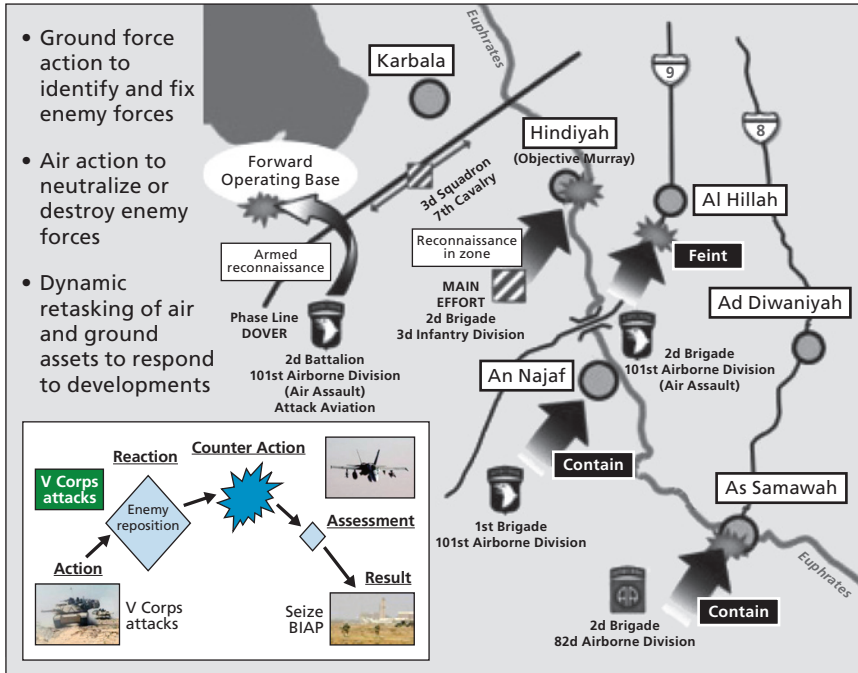 • Ground force
action to
identify and fix
enemy forces
• Air action to
neutralize or
destroy enemy
forces
• Dynamic
retasking of air
and ground
assets to respond
to developments
Karbala
Euphrates
9
8
Hindiyah
(Objective Murray)
Forward
Operating Base
3d Squadron
7th Cavalry
Al Hillah
Armed
reconnaissance
Reconnaissance
in zone
Feint
MAIN
EFFORT
2d Brigade
3d Infantry Division
Phase Line
DOVER
Ad Diwaniyah
2d Battalion
101st Airborne Division
(Air Assault)
Attack Aviation
2d Brigade
101st Airborne Division
(Air Assault)
An Najaf
Contain
1st Brigade
101st Airborne Division
As Samawah
Euphrates
Contain
2d Brigade
82d Airborne Division
V Corps
attacks
Reaction
Counter Action
Enemy
reposition
Assessment
Action
V Corps
attacks
Result
Seize
BIAP